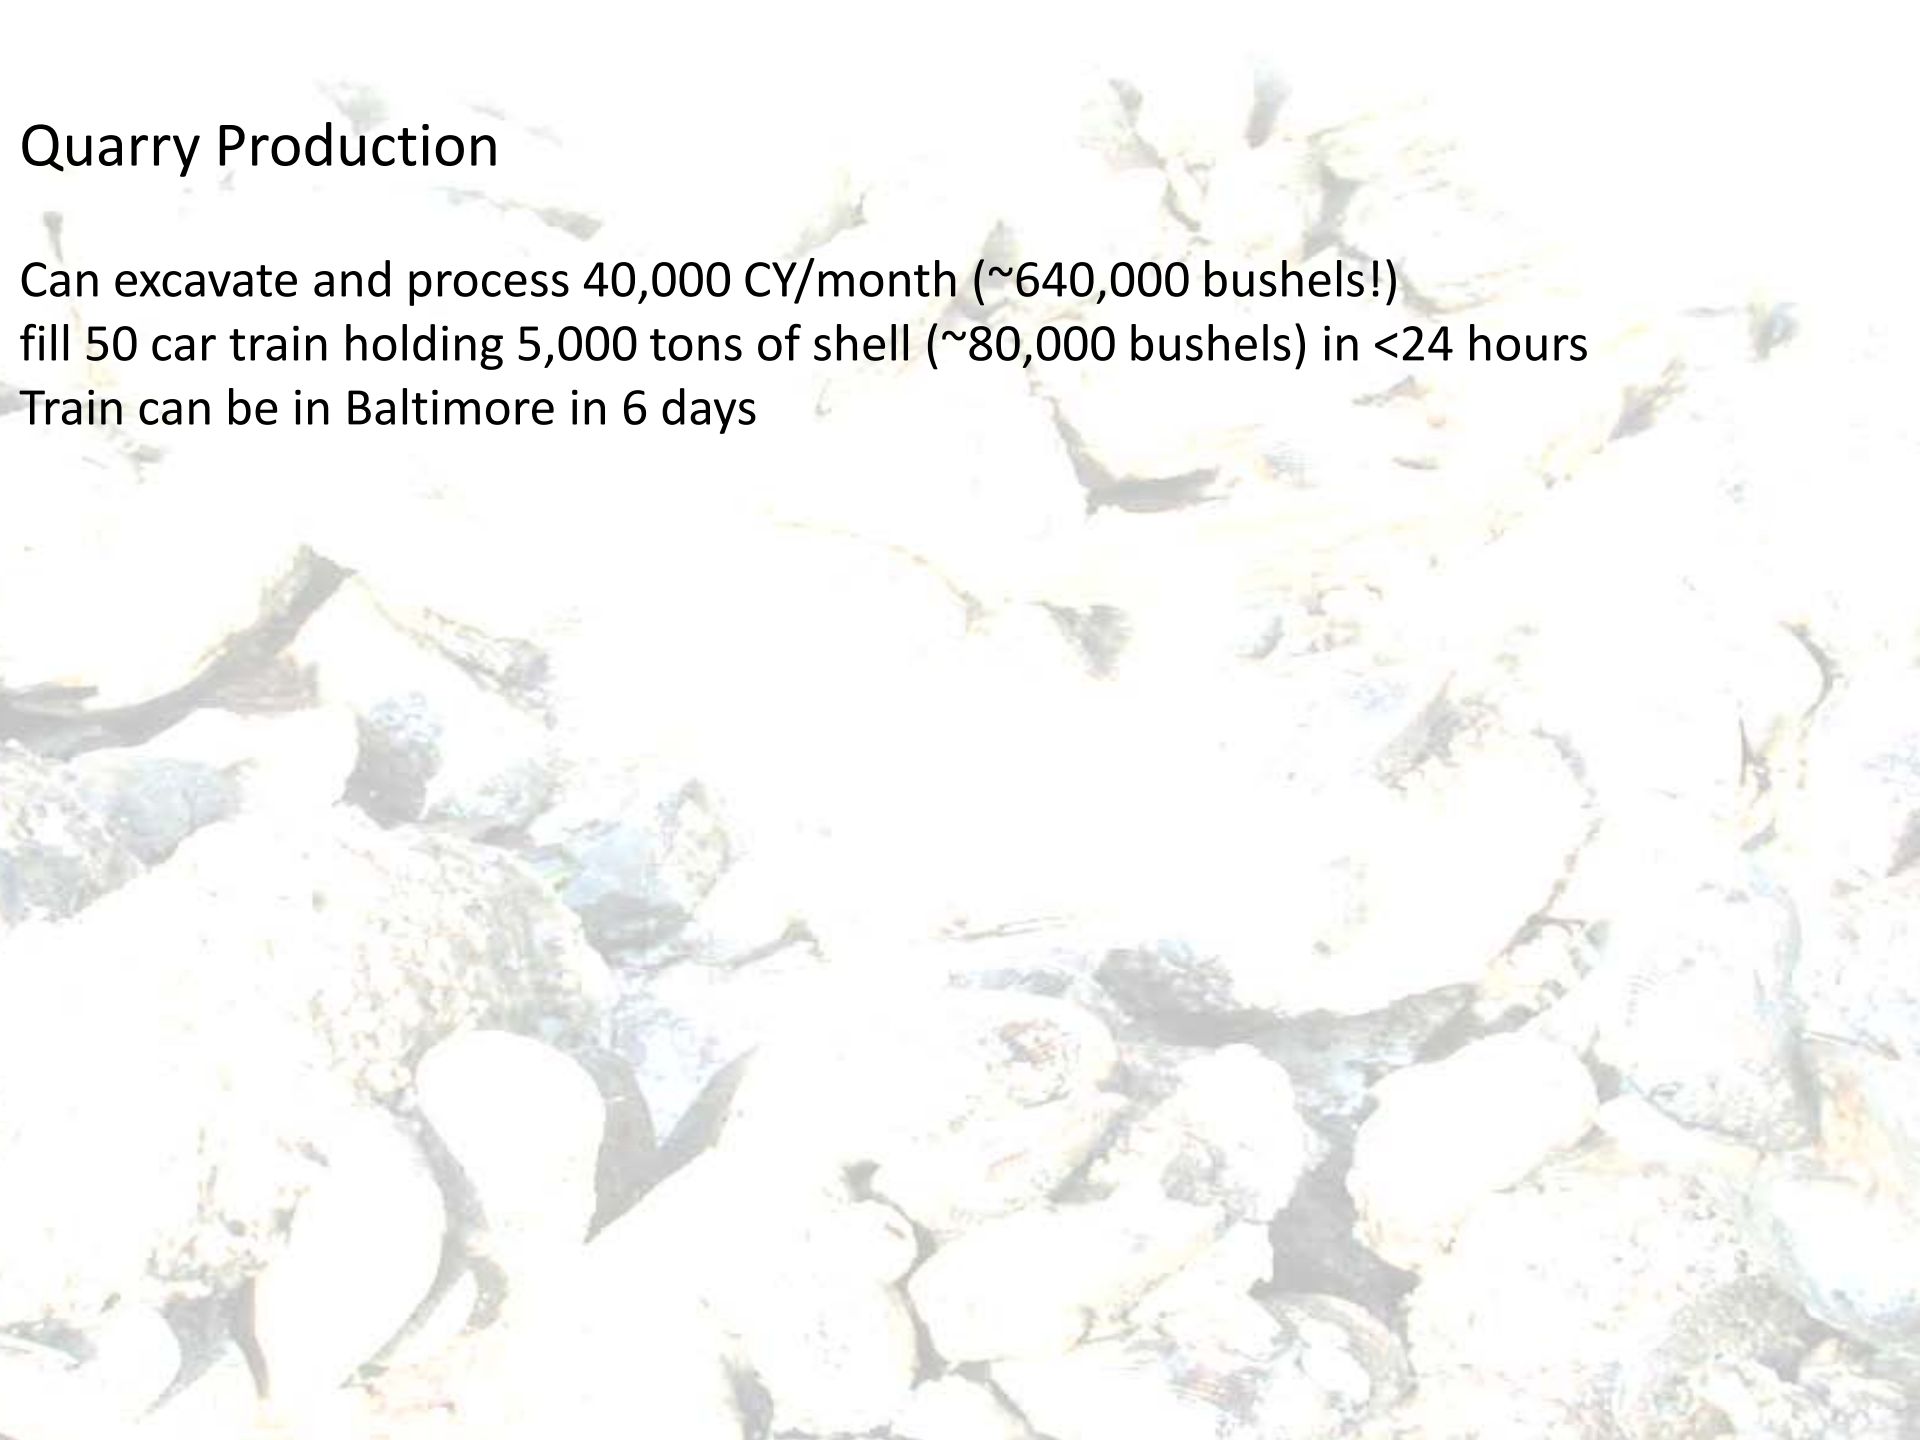 Quarry Production
Can excavate and process 40,000 CY/month (~640,000 bushels!)
fill 50 car train holding 5,000 tons of shell (~80,000 bushels) in <24 hours
Train can be in Baltimore in 6 days